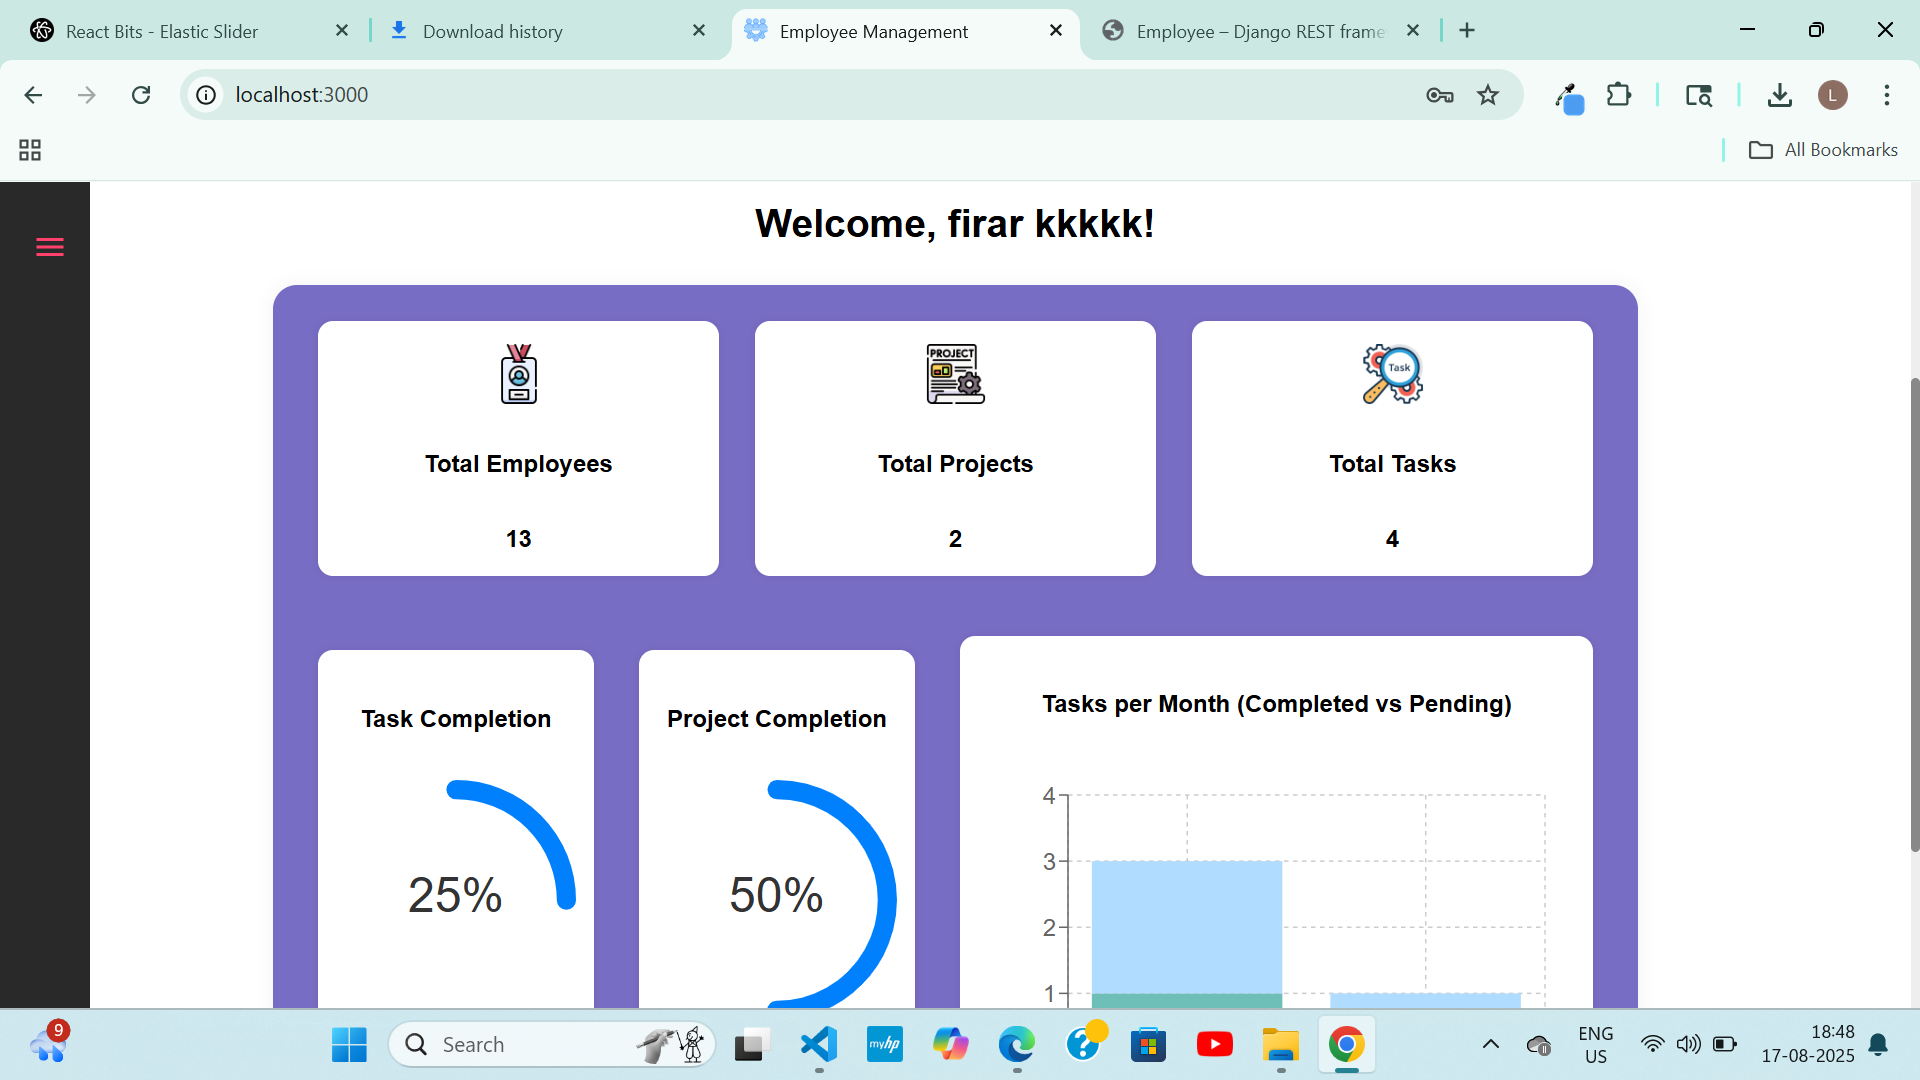 React Bits - Elastic Slider
Download history
Employee Management
Employee – Django REST frame
localhost:3000
L
All Bookmarks
Welcome, firar kkkkk!
PROJECT
Task
Total Employees
Total Projects
Total Tasks
13
2
4
Task Completion
Project Completion
Tasks per Month (Completed vs Pending)
25%
50%
4
3
2
1
9
Search
myhp
ENG
US
18:48
17-08-2025